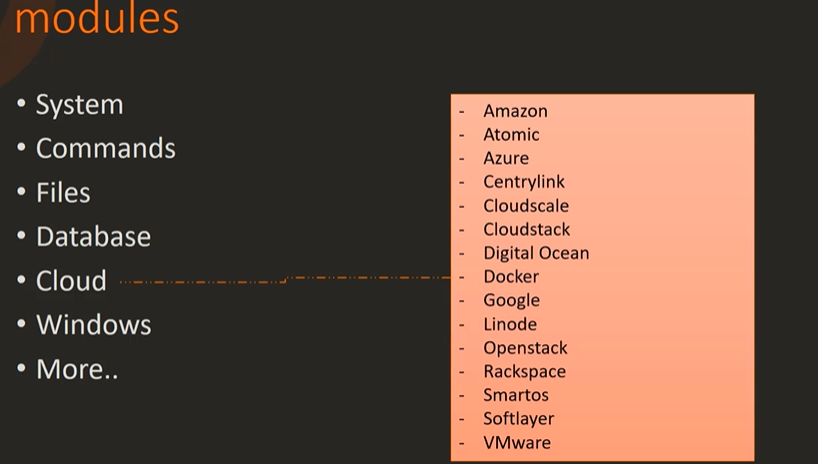 modules
• System
• Commands
• Files
• Database
• Cloud
• Windows
• More..
- Amazon
- Atomic
- Azure
- Centrylink
- Cloudscale
- Cloudstack
- Digital Ocean
- Docker
- Google
- Linode
- Openstack
- Rackspace
- Smartos
- Softlayer
- VMware